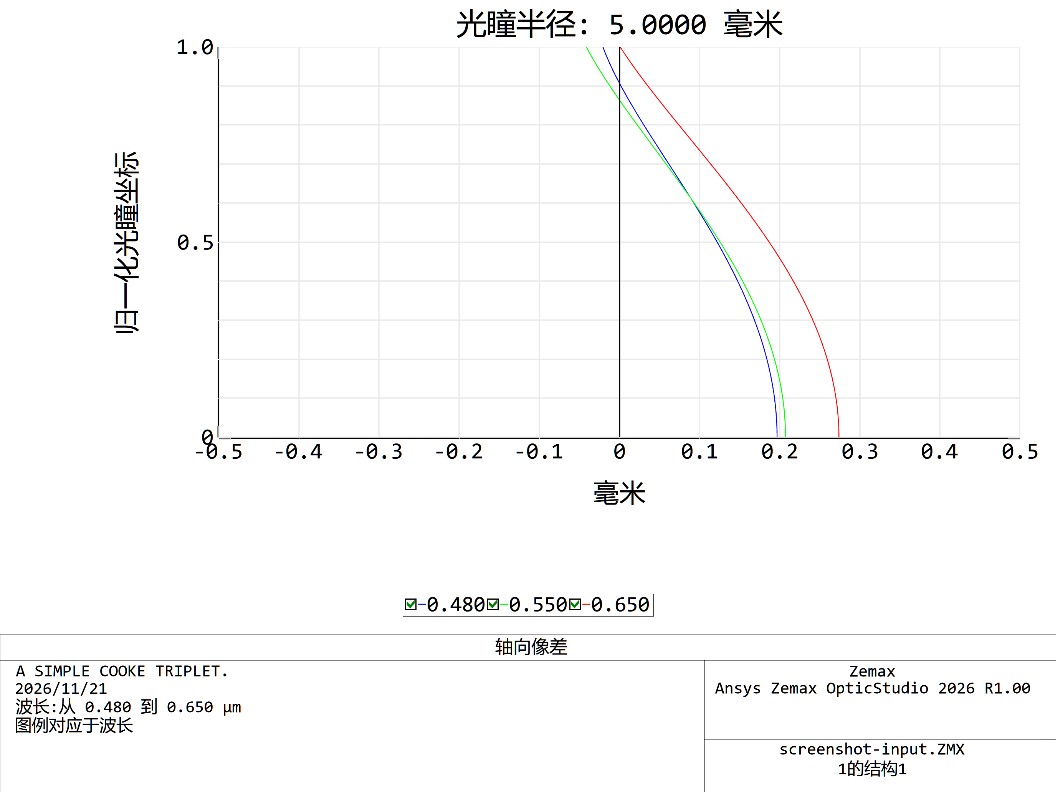 光瞳半径: 5.0000 毫米
1.0
归一化光瞳坐标
0.5
0
-0.5 -0.4 -0.3 -0.2 -0.1 0 0.1 0.2 0.3 0.4 0.5
毫米
0.480 0.550 0.650
轴向像差
A SIMPLE COOKE TRIPLET.
2026/11/21
波长:从 0.480 到 0.650 µm
图例对应于波长
Zemax
Ansys Zemax OpticStudio 2026 R1.00
screenshot-input.ZMX
1的结构1